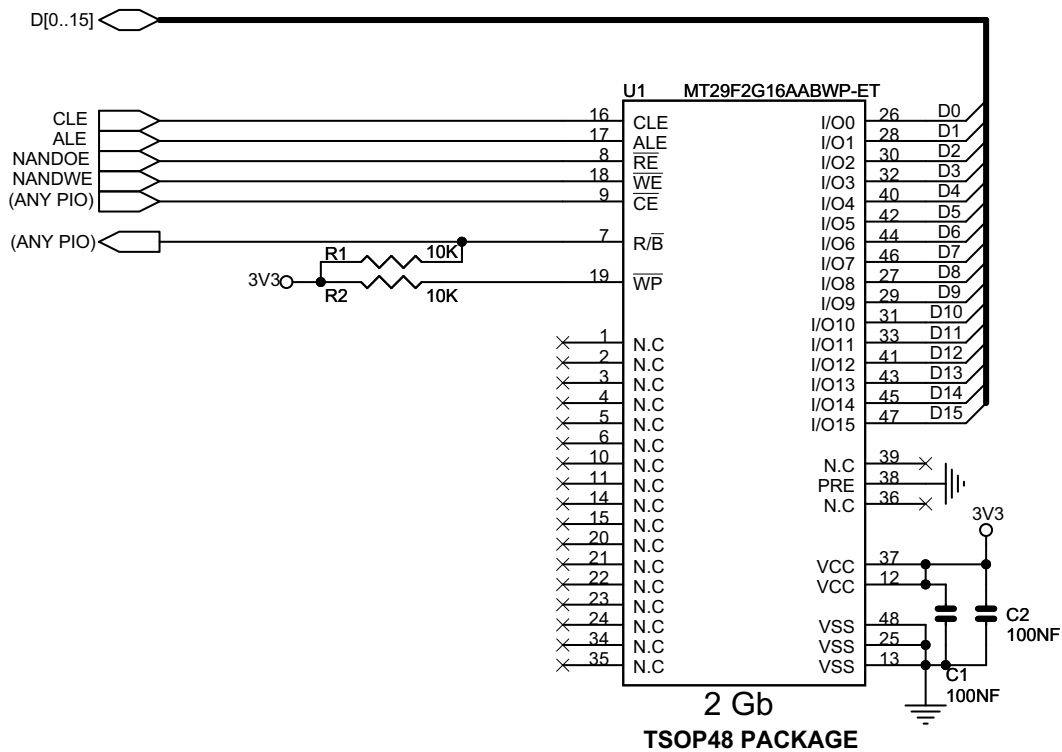 D[0..15]
U1 MT29F2G16AABWP-ET
CLE 16 CLE I/O0 26 D0
ALE 17 ALE I/O1 28 D1
NANDOE 8 RE I/O2 30 D2
NANDWE 18 WE I/O3 32 D3
(ANY PIO) 9 CE I/O4 40 D4
I/O5 42 D5
(ANY PIO) 7 R/B I/O6 44 D6
R1 10K I/O7 46 D7
3V3 19 WP I/O8 27 D8
R2 10K I/O9 29 D9
I/O10 31 D10
1 N.C I/O11 33 D11
2 N.C I/O12 41 D12
3 N.C I/O13 43 D13
4 N.C I/O14 45 D14
5 N.C I/O15 47 D15
6 N.C
10 N.C N.C 39
11 N.C PRE 38
14 N.C N.C 36
15 N.C 3V3
20 N.C
21 N.C VCC 37
22 N.C VCC 12
23 N.C
24 N.C VSS 48 C2
34 N.C VSS 25 100NF
35 N.C VSS 13 C1
100NF
2 Gb
TSOP48 PACKAGE